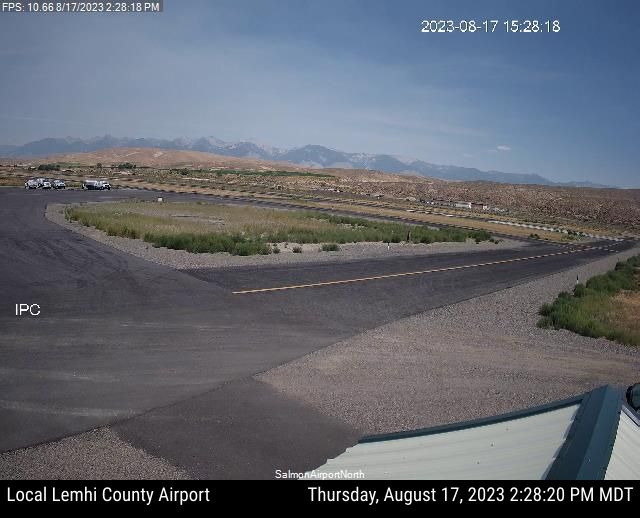 FPS: 10.66 8/17/2023 2:28:18 PM
2023-08-17 15:28:18
IPC
SalmonAirportNorth
Local Lemhi County Airport Thursday, August 17, 2023 2:28:20 PM MDT